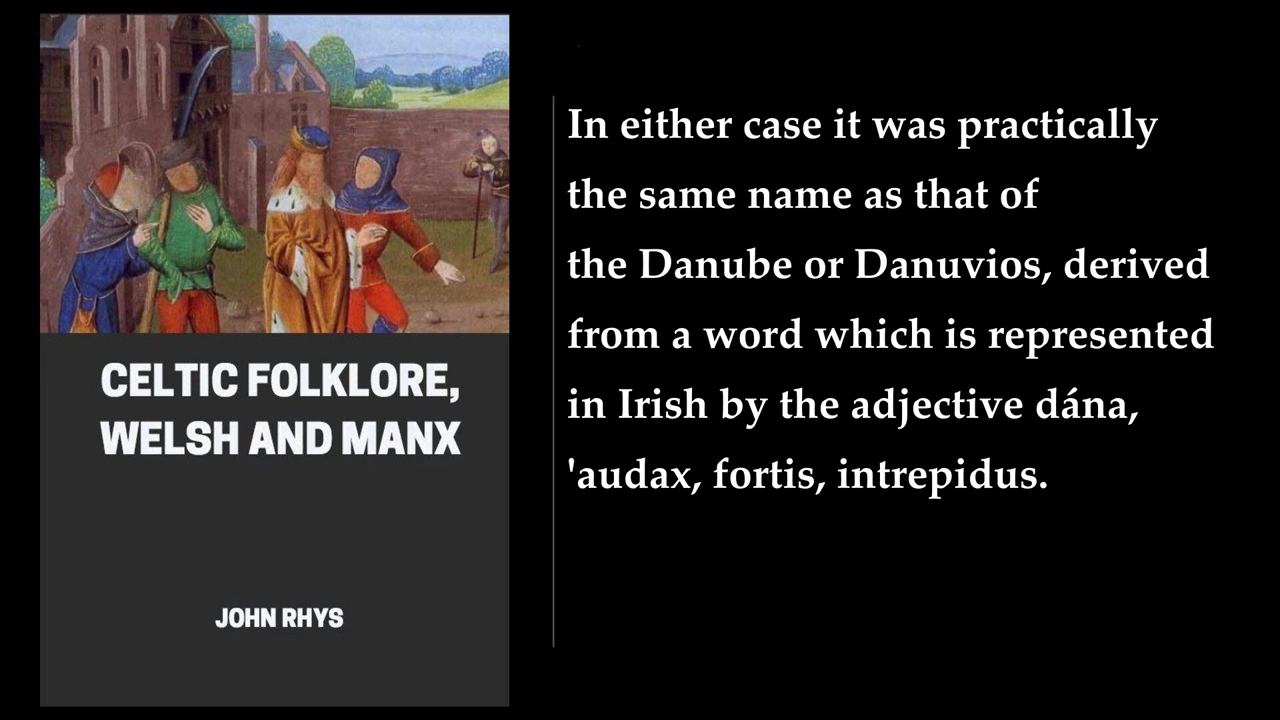 CELTIC FOLKLORE,
WELSH AND MANX
JOHN RHYS
In either case it was practically
the same name as that of
the Danube or Danuvios, derived
from a word which is represented
in Irish by the adjective dána,
'audax, fortis, intrepidus.